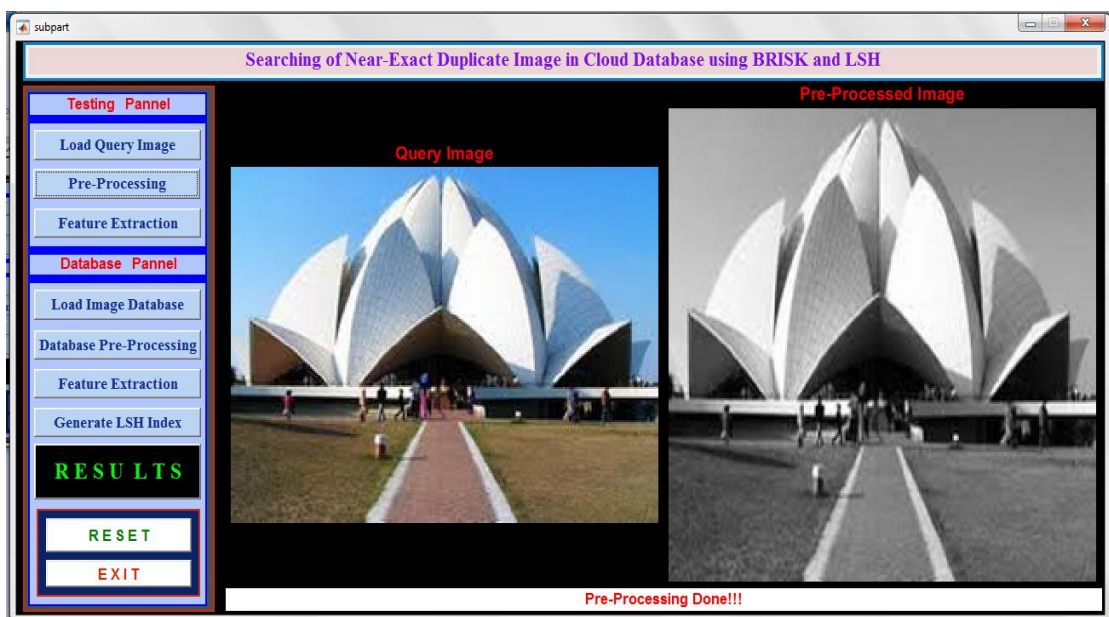 subpart
Searching of Near-Exact Duplicate Image in Cloud Database using BRISK and LSH
Testing Pannel
Load Query Image
Pre-Processing
Feature Extraction
Database Pannel
Load Image Database
Database Pre-Processing
Feature Extraction
Generate LSH Index
RESULTS
RESET
EXIT
Query Image
Pre-Processed Image
Pre-Processing Done!!!